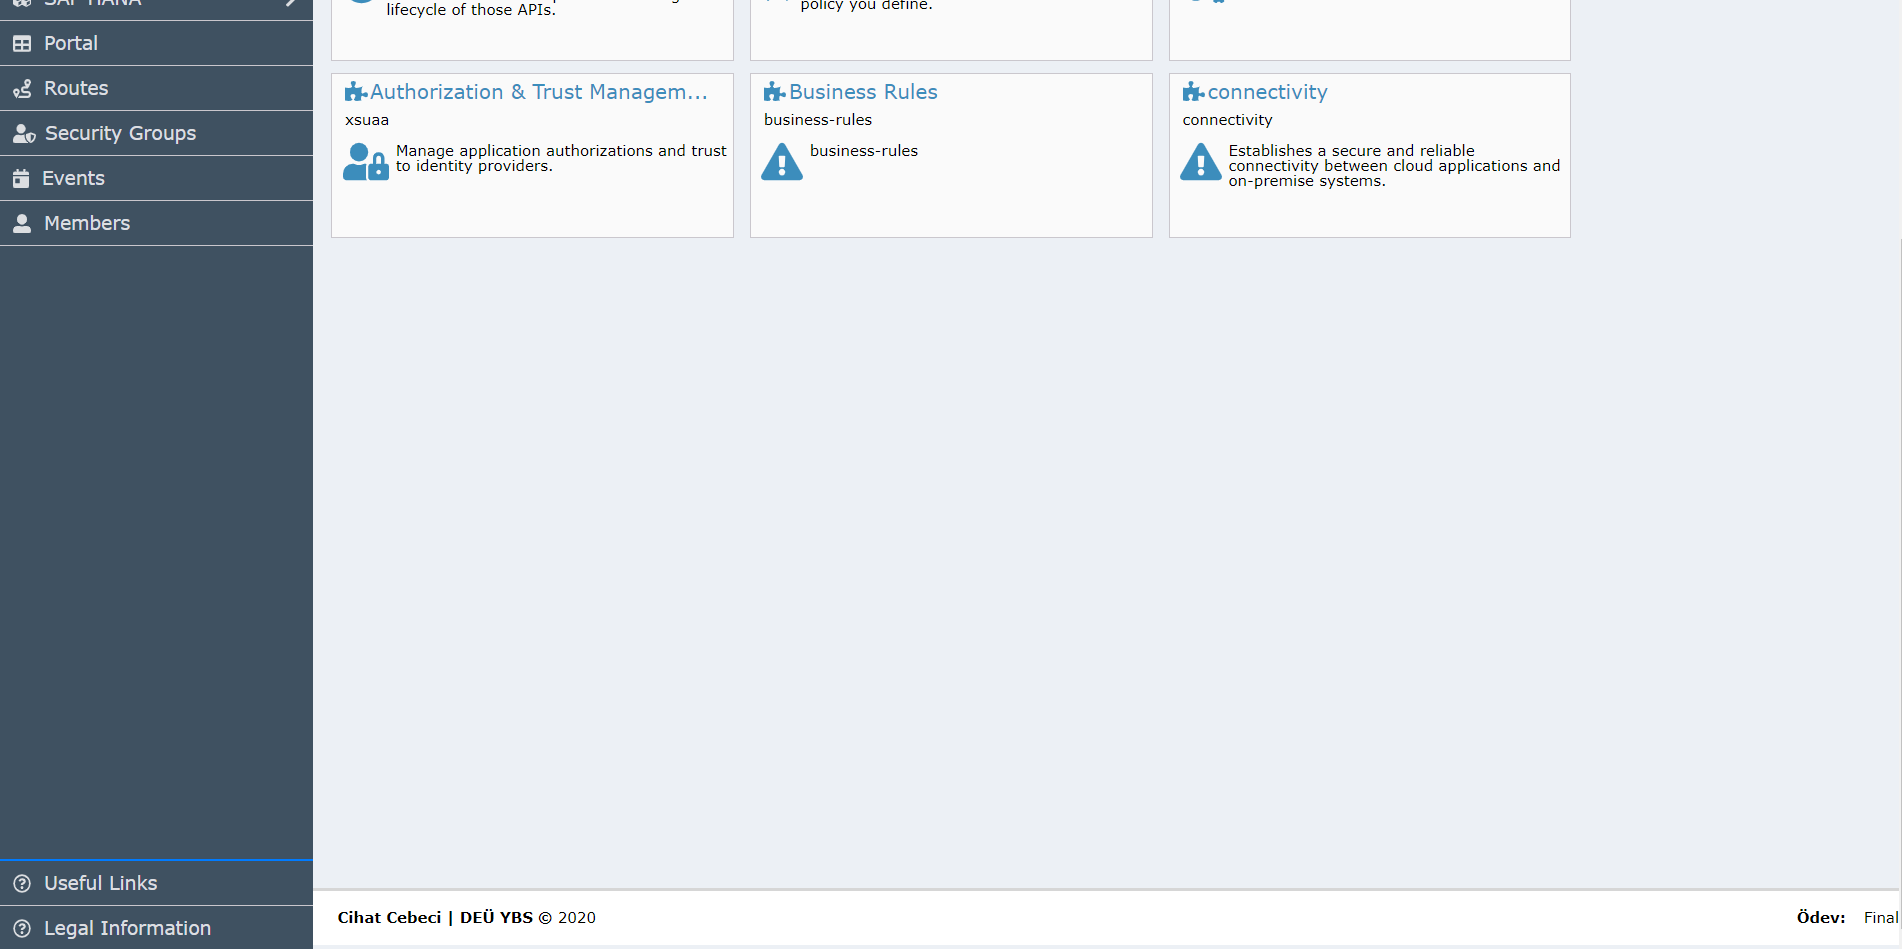 SAP HANA
Portal
Routes
Security Groups
Events
Members
Useful Links
Legal Information
lifecycle of those APIs.
policy you define.
Authorization & Trust Managem...
xsuaa
Manage application authorizations and trust
to identity providers.
Business Rules
business-rules
business-rules
connectivity
connectivity
Establishes a secure and reliable
connectivity between cloud applications and
on-premise systems.
Cihat Cebeci | DEÜ YBS © 2020
Ödev: Final